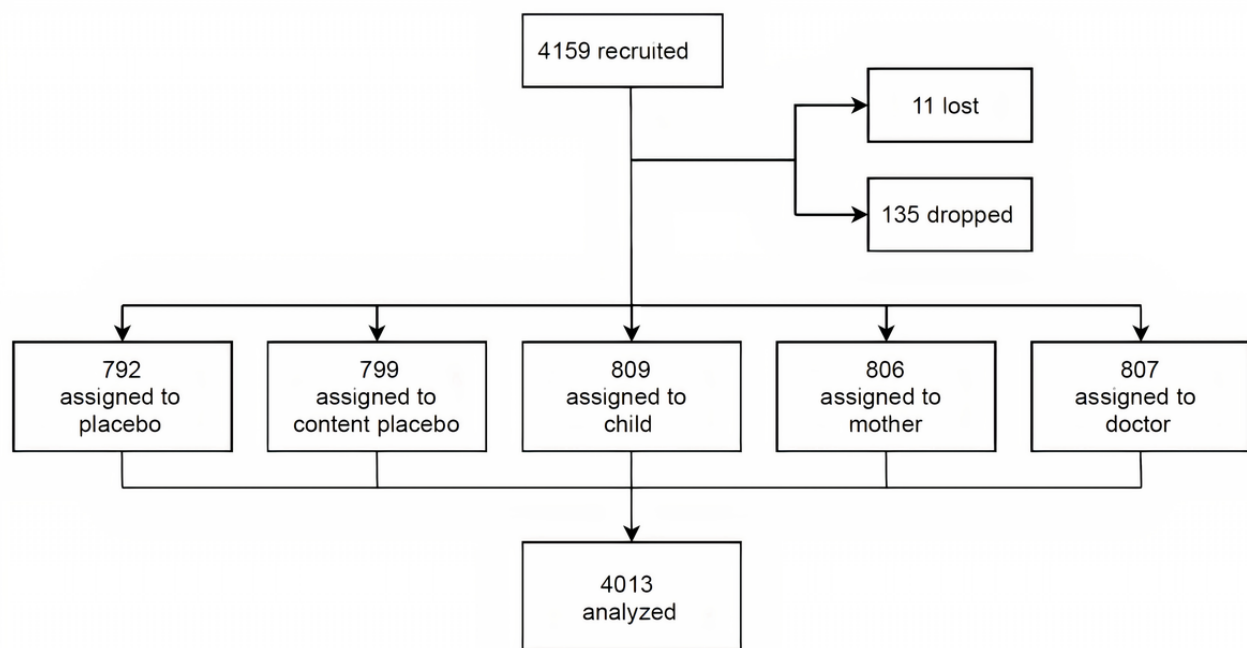 4159 recruited
11 lost
135 dropped
792
assigned to
placebo
799
assigned to
content placebo
809
assigned to
child
806
assigned to
mother
807
assigned to
doctor
4013
analyzed